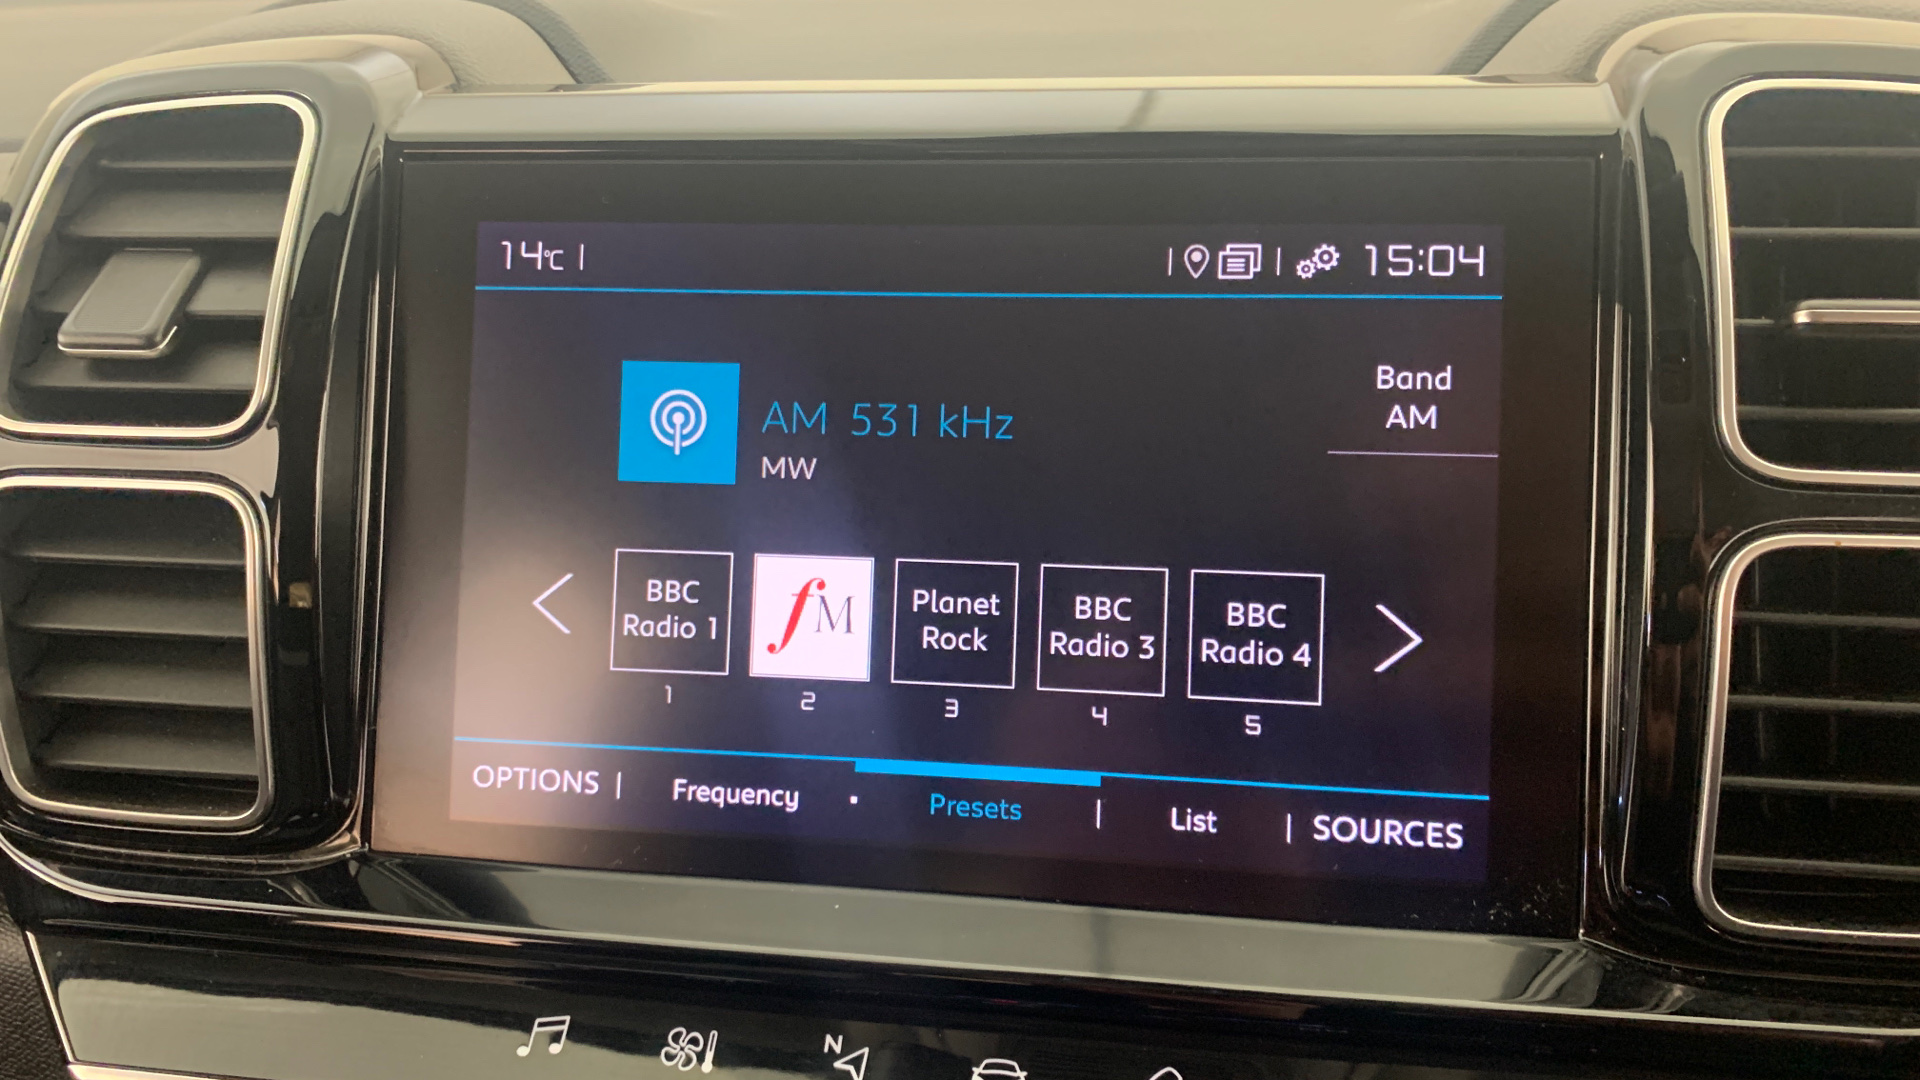 14°C |
15:04
Band
AM
AM 531 kHz
MW
BBC
Radio 1
fM
Planet
Rock
BBC
Radio 3
BBC
Radio 4
1
2
3
4
5
OPTIONS | Frequency • Presets | List | SOURCES
N